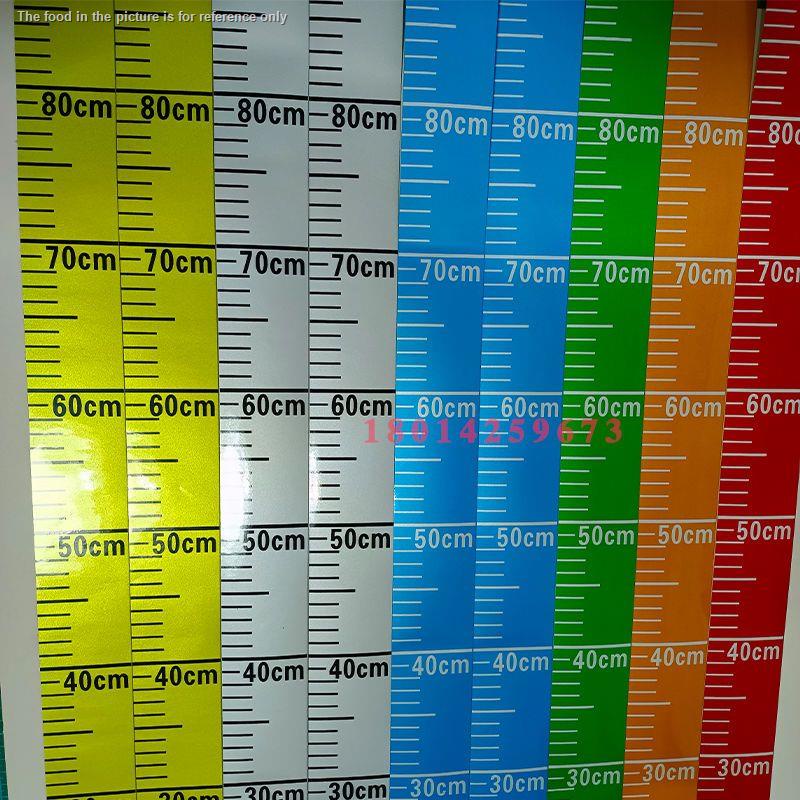 The food in the picture is for reference only
80cm 80cm 80cm 80cm 80cm 80cm 80cm 80cm 80c
70cm 70cm 70cm 70cm 70cm 70cm 70cm 70cm 70cm
60cm 60cm 60cm 60cm 60cm 60cm 60cm 60cm 60cm
18014259673
50cm 50cm 50cm 50cm 50cm 50cm 50cm 50cm 50cm
40cm 40cm 40cm 40cm 40cm 40cm 40cm 40cm 40cm
30cm 30cm 30cm 30cm 30cm 30cm 30cm 30cm